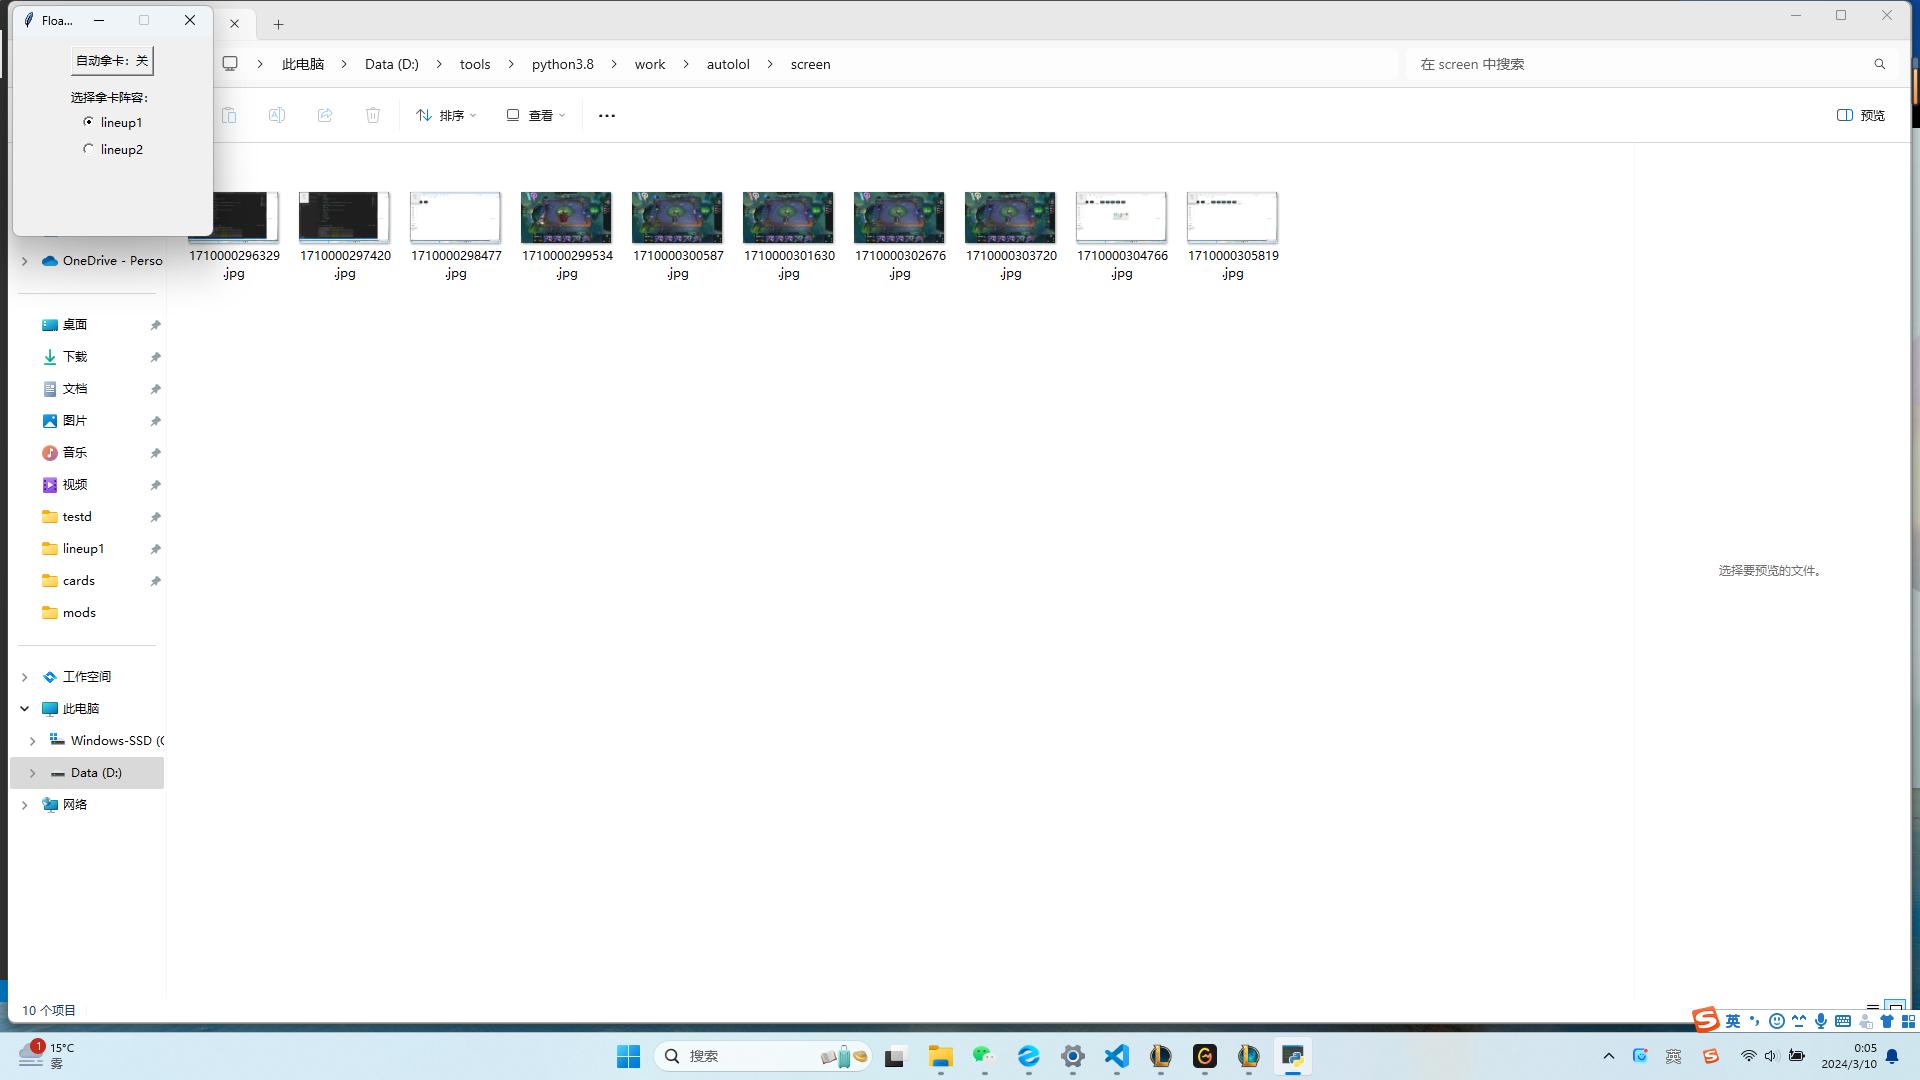 Floa...
自动拿卡：关
选择拿卡阵容：
lineup1
lineup2
此电脑
Data (D:)
tools
python3.8
work
autolol
screen
在 screen 中搜索
排序
查看
预览
1710000296329
.jpg
1710000297420
.jpg
1710000298477
.jpg
1710000299534
.jpg
1710000300587
.jpg
1710000301630
.jpg
1710000302676
.jpg
1710000303720
.jpg
1710000304766
.jpg
1710000305819
.jpg
OneDrive - Perso
桌面
下载
文档
图片
音乐
视频
testd
lineup1
cards
mods
工作空间
此电脑
Windows-SSD (C
Data (D:)
网络
选择要预览的文件。
10 个项目
英
1
15°C
雾
搜索
英
0:05
2024/3/10